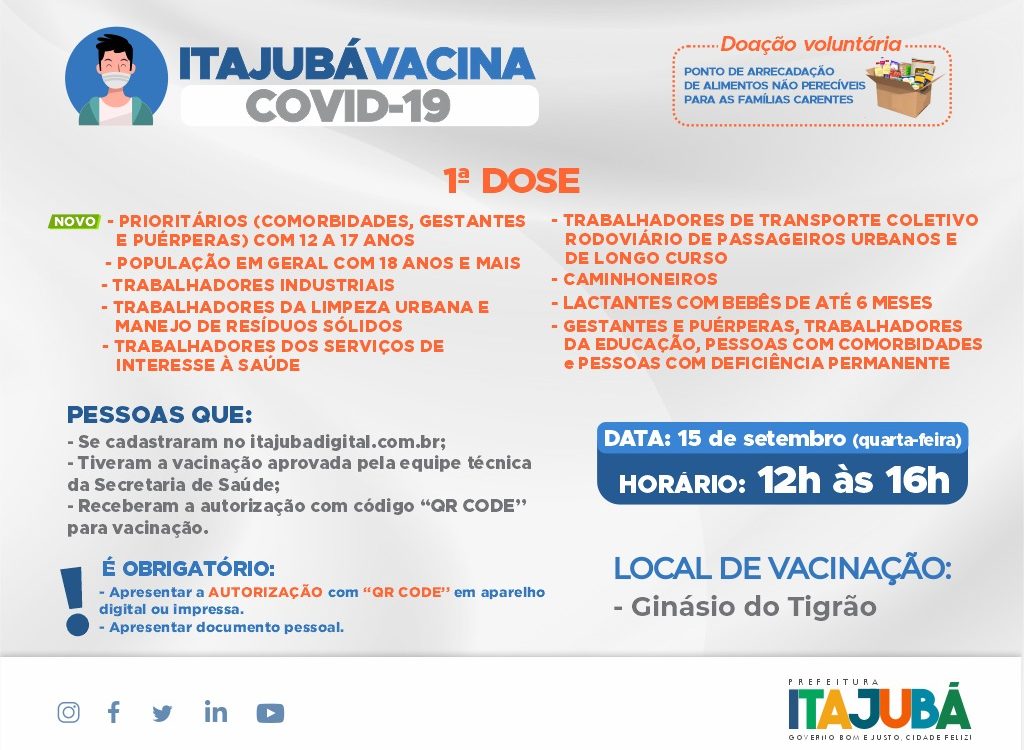 ITAJUBÁVACINA
COVID-19
Doação voluntária
PONTO DE ARRECADAÇÃO
DE ALIMENTOS NÃO PERECÍVEIS
PARA AS FAMÍLIAS CARENTES
1ª DOSE
NOVO - PRIORITÁRIOS (COMORBIDADES, GESTANTES
E PUÉRPERAS) COM 12 A 17 ANOS
- POPULAÇÃO EM GERAL COM 18 ANOS E MAIS
- TRABALHADORES INDUSTRIAIS
- TRABALHADORES DA LIMPEZA URBANA E
MANEJO DE RESÍDUOS SÓLIDOS
- TRABALHADORES DOS SERVIÇOS DE
INTERESSE À SAÚDE
- TRABALHADORES DE TRANSPORTE COLETIVO
RODOVIÁRIO DE PASSAGEIROS URBANOS E
DE LONGO CURSO
- CAMINHONEIROS
- LACTANTES COM BEBÊS DE ATÉ 6 MESES
- GESTANTES E PUÉRPERAS, TRABALHADORES
DA EDUCAÇÃO, PESSOAS COM COMORBIDADES
e PESSOAS COM DEFICIÊNCIA PERMANENTE
PESSOAS QUE:
- Se cadastraram no itajubadigital.com.br;
- Tiveram a vacinação aprovada pela equipe técnica
da Secretaria de Saúde;
- Receberam a autorização com código “QR CODE”
para vacinação.
É OBRIGATÓRIO:
- Apresentar a AUTORIZAÇÃO com “QR CODE” em aparelho
digital ou impressa.
- Apresentar documento pessoal.
DATA: 15 de setembro (quarta-feira)
HORÁRIO: 12h às 16h
LOCAL DE VACINAÇÃO:
- Ginásio do Tigrão
PREFEITURA
ITAJUBÁ
GOVERNO BOM E JUSTO, CIDADE FELIZ!